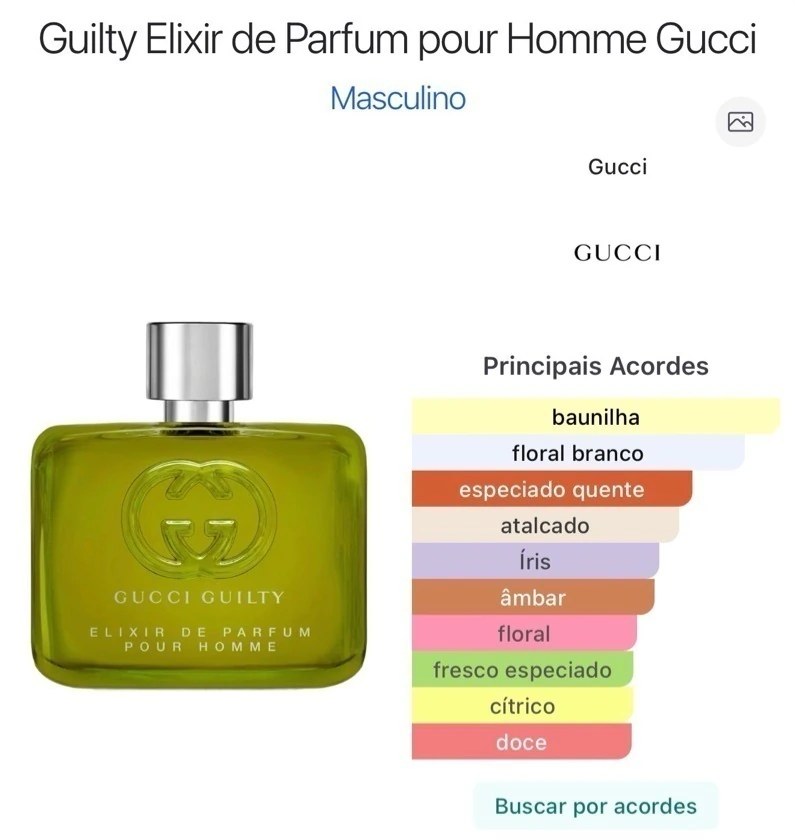 Guilty Elixir de Parfum pour Homme Gucci
Masculino
Gucci
GUCCI
Principais Acordes
baunilha
floral branco
especiado quente
atalcado
Íris
âmbar
floral
fresco especiado
cítrico
doce
Buscar por acordes
GUCCI GUILTY
ELIXIR DE PARFUM
POUR HOMME